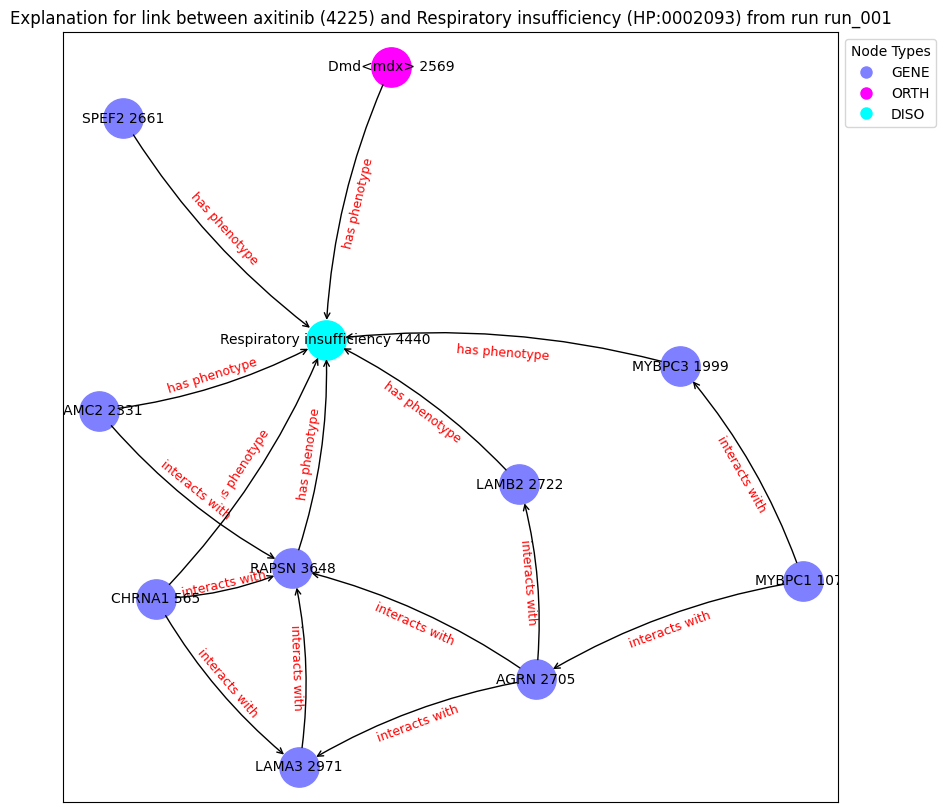 Explanation for link between axitinib (4225) and Respiratory insufficiency (HP:0002093) from run run_001
Node Types
GENE
ORTH
DISO
Dmd<mdx> 2569
SPEF2 2661
has phenotype
has phenotype
Respiratory insufficiency 4440
has phenotype
MYBPC3 1999
has phenotype
AMC2 2331
has phenotype
has phenotype
s phenotype
interacts with
interacts with
LAMB2 2722
RAPSN 3648
interacts with
CHRNA1 565
MYBPC1 107
interacts with
interacts with
interacts with
interacts with
interacts with
AGRN 2705
interacts with
LAMA3 2971